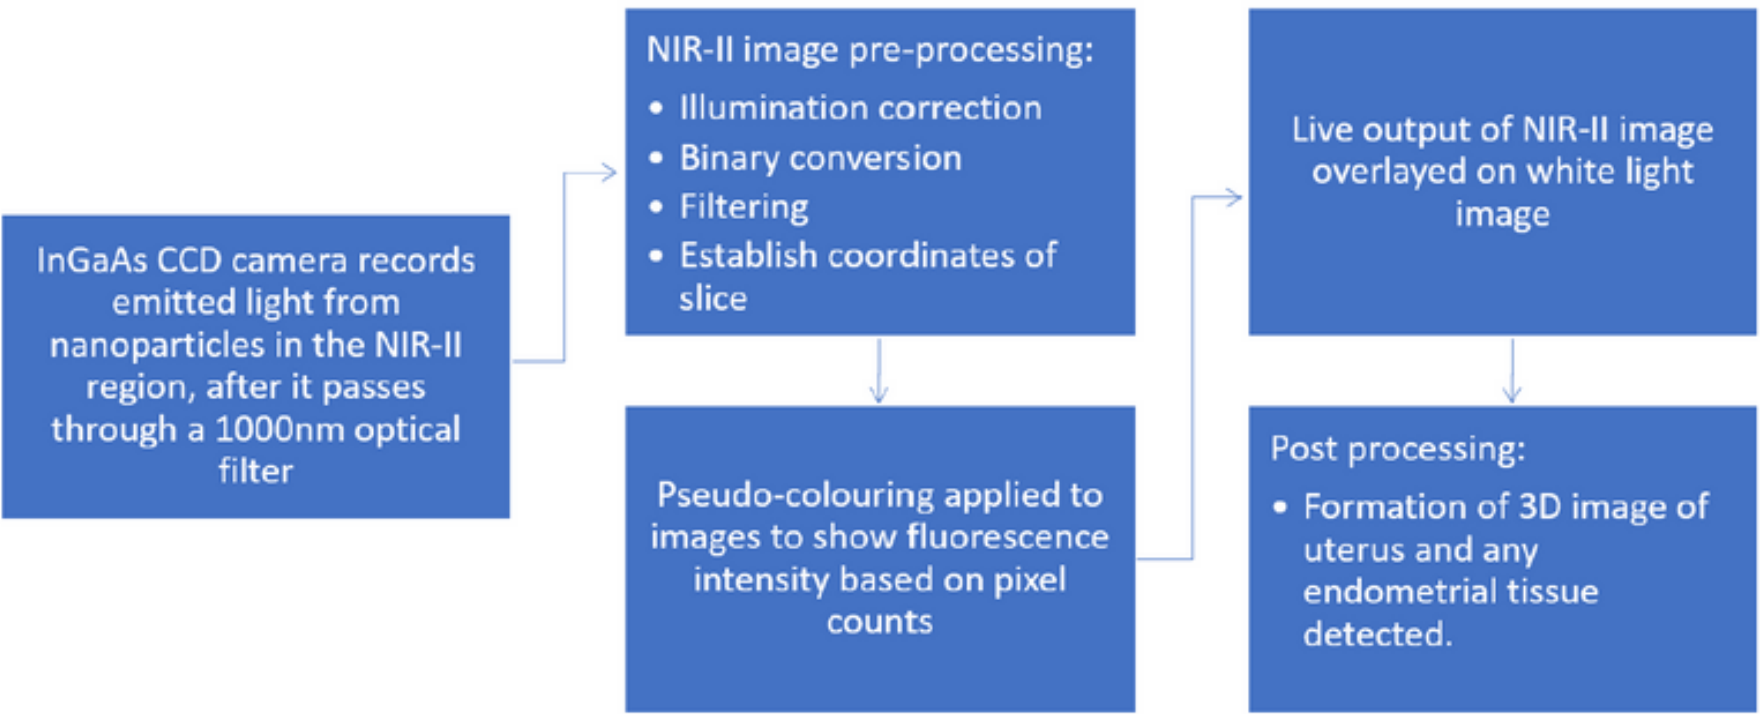 InGaAs CCD camera records
emitted light from
nanoparticles in the NIR-II
region, after it passes
through a 1000nm optical
filter
NIR-II image pre-processing:
• Illumination correction
• Binary conversion
• Filtering
• Establish coordinates of
slice
Pseudo-colouring applied to
images to show fluorescence
intensity based on pixel
counts
Live output of NIR-II image
overlayed on white light
image
Post processing:
• Formation of 3D image of
uterus and any
endometrial tissue
detected.